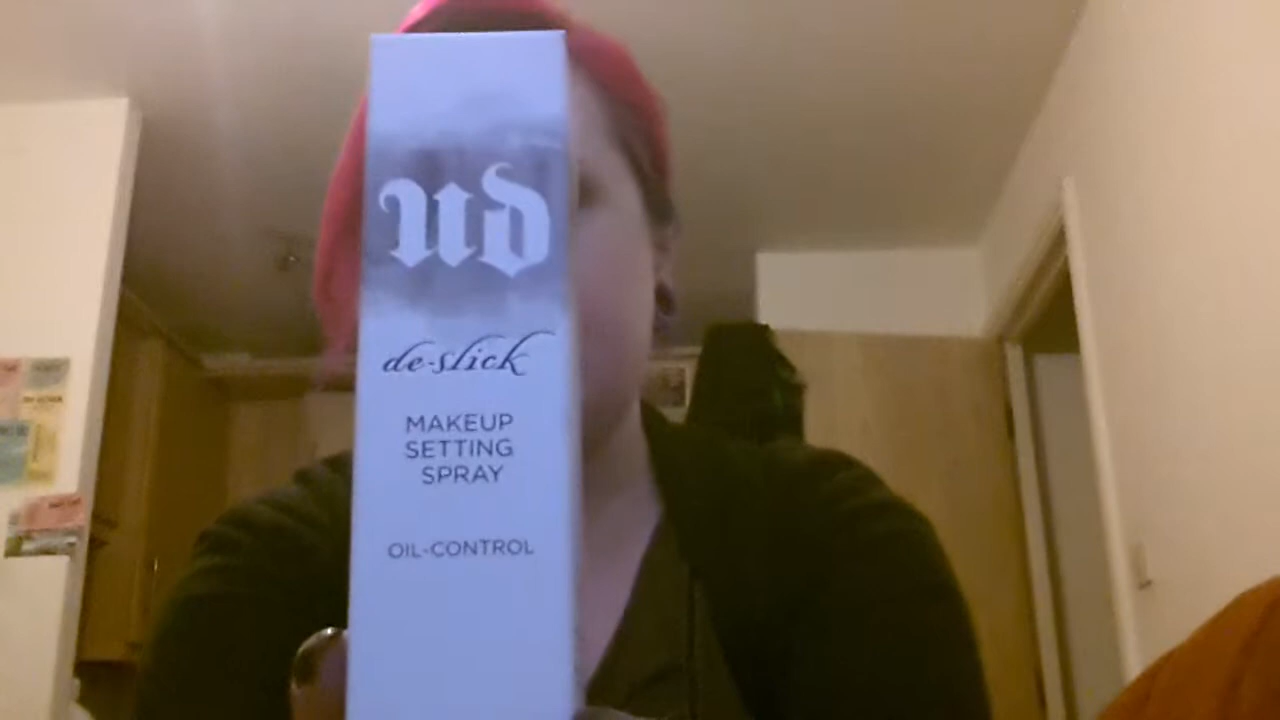 ud
de-slick
MAKEUP
SETTING
SPRAY
OIL-CONTROL